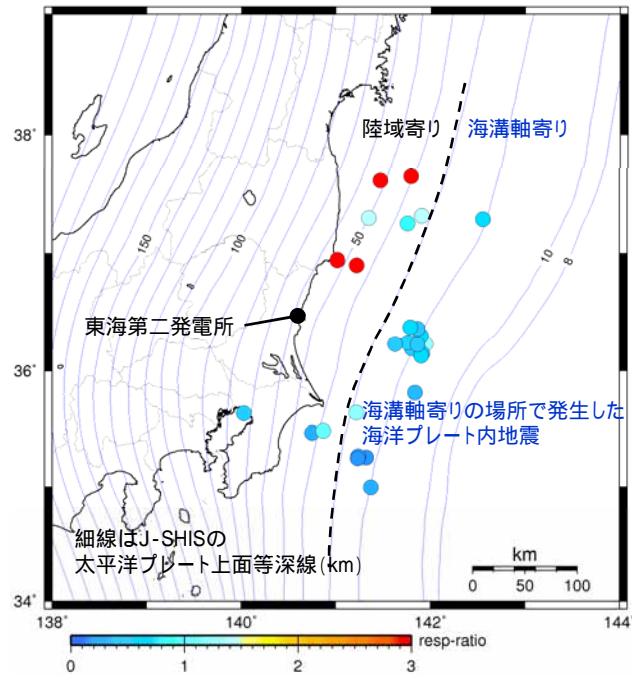 38˚
36˚
34˚
138˚
140˚
142˚
144˚
陸域寄り
海溝軸寄り
150
100
50
10
8
東海第二発電所
海溝軸寄りの場所で発生した
海洋プレート内地震
細線はJ-SHISの
太平洋プレート上面等深線(km)
km
0
50
100
resp-ratio
0
1
2
3